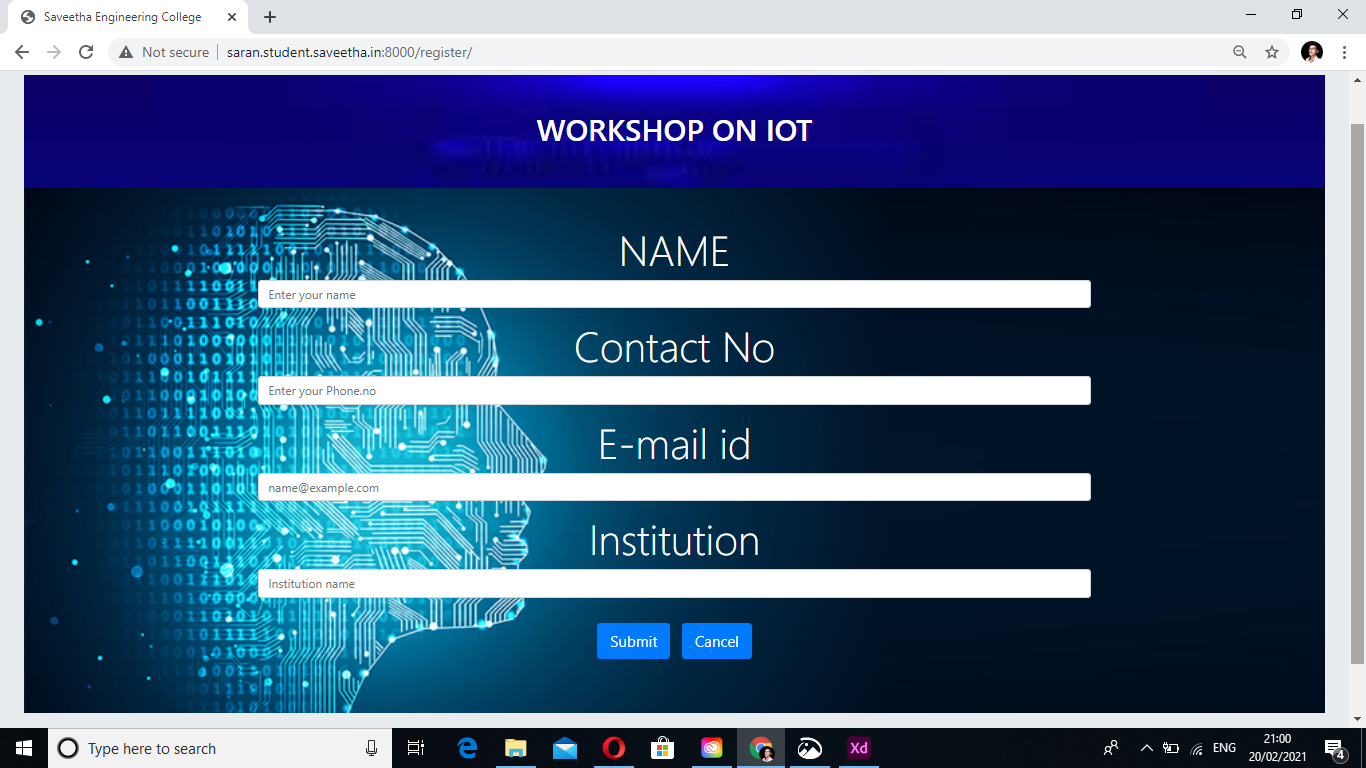 Saveetha Engineering College
Not secure
saran.student.saveetha.in:8000/register/
WORKSHOP ON IOT
NAME
Enter your name
Contact No
Enter your Phone.no
E-mail id
name@example.com
Institution
Institution name
Submit Cancel
Type here to search
Xd
ENG
21:00
20/02/2021
4